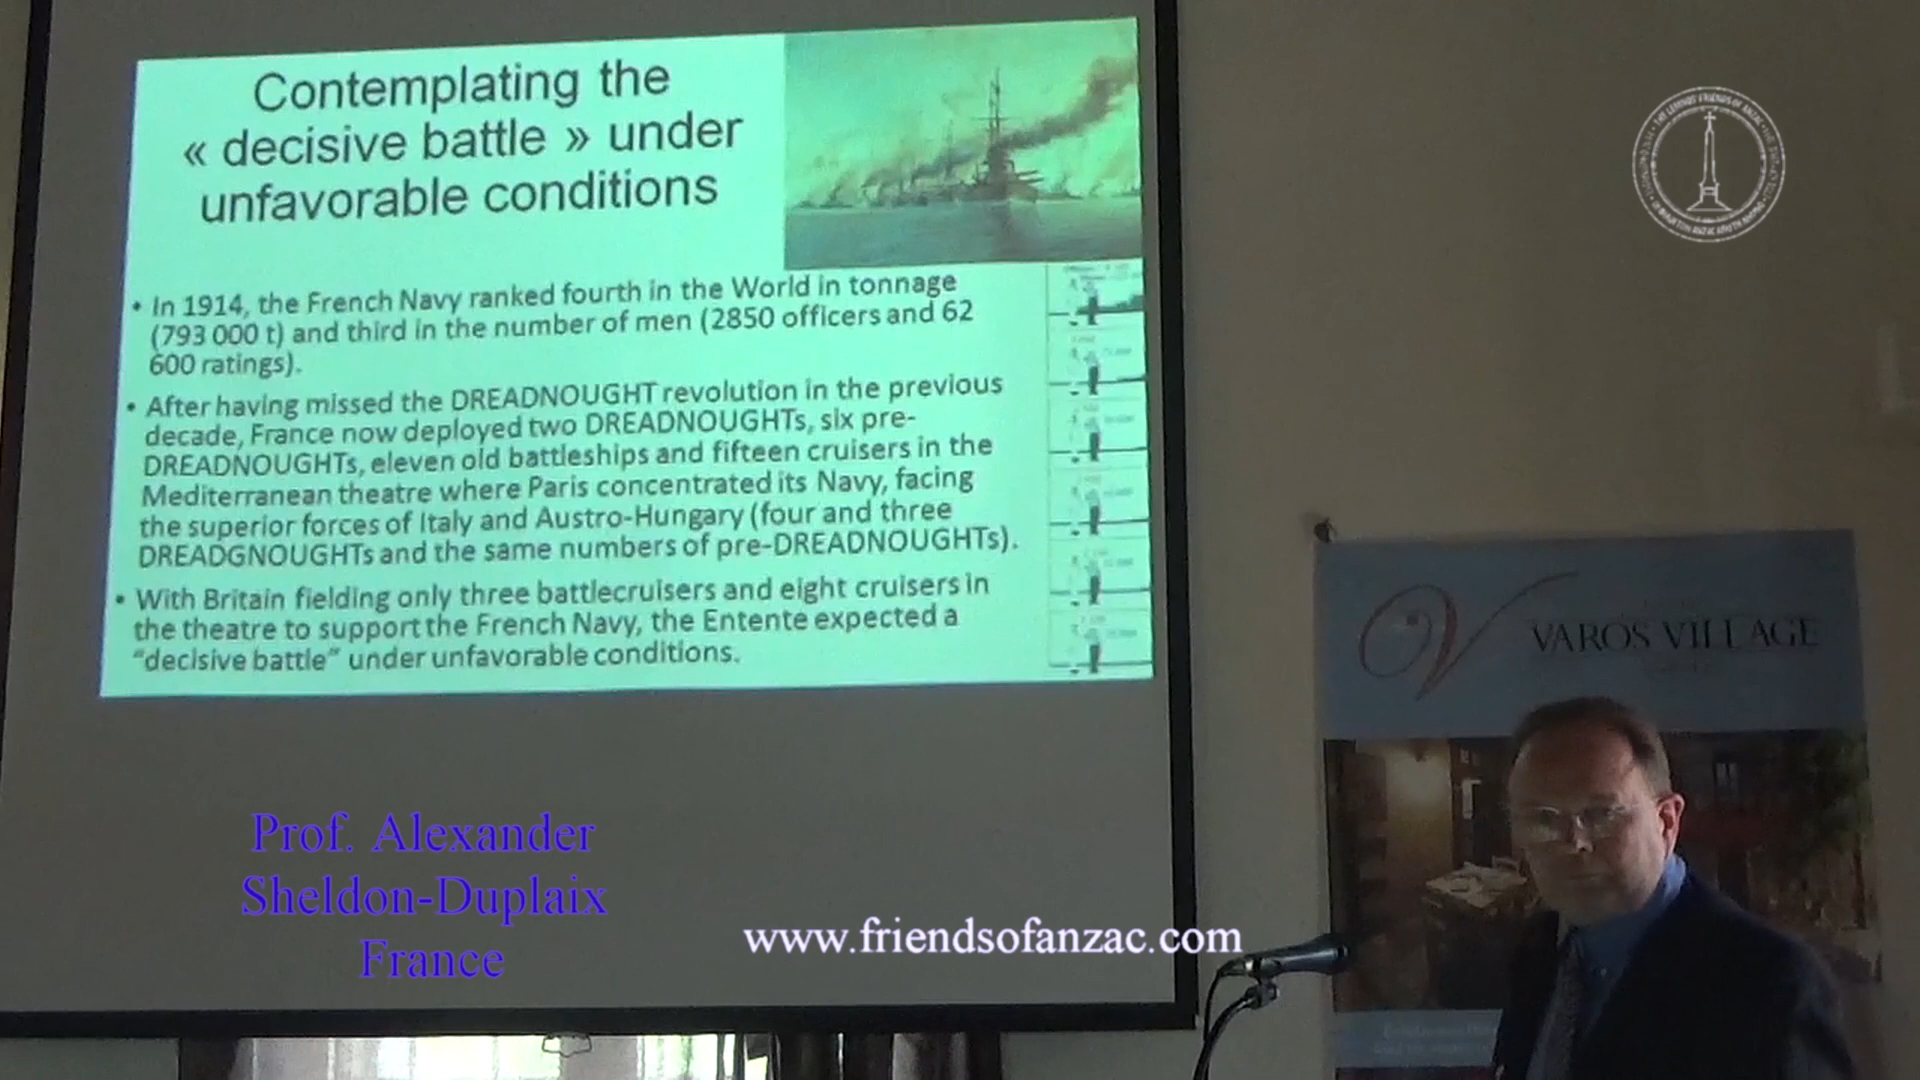 Contemplating the
« decisive battle » under
unfavorable conditions
• In 1914, the French Navy ranked fourth in the World in tonnage
(793 000 t) and third in the number of men (2850 officers and 62
600 ratings).
• After having missed the DREADNOUGHT revolution in the previous
decade, France now deployed two DREADNOUGHTs, six pre-
DREADNOUGHTs, eleven old battleships and fifteen cruisers in the
Mediterranean theatre where Paris concentrated its Navy, facing
the superior forces of Italy and Austro-Hungary (four and three
DREADGNOUGHTs and the same numbers of pre-DREADNOUGHTs).
• With Britain fielding only three battlecruisers and eight cruisers in
the theatre to support the French Navy, the Entente expected a
“decisive battle” under unfavorable conditions.
VAROS VILLAGE
Prof. Alexander
Sheldon-Duplaix
France
www.friendsofanzac.com